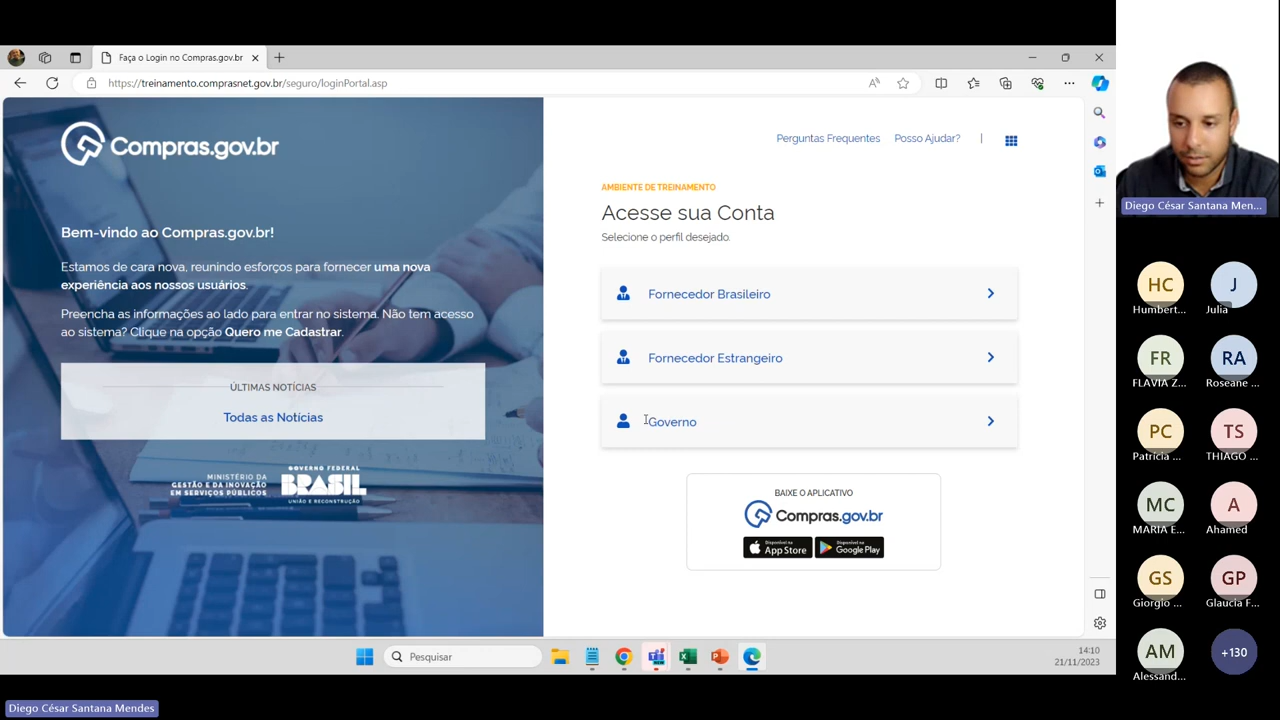 Faça o Login no Compras.gov.br
https://treinamento.comprasnet.gov.br/seguro/loginPortal.asp
Compras.gov.br
Bem-vindo ao Compras.gov.br!
Estamos de cara nova, reunindo esforços para fornecer uma nova
experiência aos nossos usuários.
Preencha as informações ao lado para entrar no sistema. Não tem acesso
ao sistema? Clique na opção Quero me Cadastrar.
ÚLTIMAS NOTÍCIAS
Todas as Notícias
MINISTÉRIO DA
GESTÃO E DA INOVAÇÃO
EM SERVIÇOS PÚBLICOS
GOVERNO FEDERAL
BRASIL
UNIÃO E RECONSTRUÇÃO
Perguntas Frequentes
Posso Ajudar?
AMBIENTE DE TREINAMENTO
Acesse sua Conta
Selecione o perfil desejado.
Fornecedor Brasileiro
Fornecedor Estrangeiro
Governo
BAIXE O APLICATIVO
Compras.gov.br
Disponível na
App Store
Disponível no
Google Play
Pesquisar
14:10
21/11/2023
Diego César Santana Men...
HC
Humbert...
J
Julia
FR
FLAVIA Z...
RA
Roseane ...
PC
Patricia ...
TS
THIAGO ...
MC
MARIA E...
A
Ahamed
GS
Giorgio ...
GP
Glaucia F...
AM
Alessand...
+130
Diego César Santana Mendes